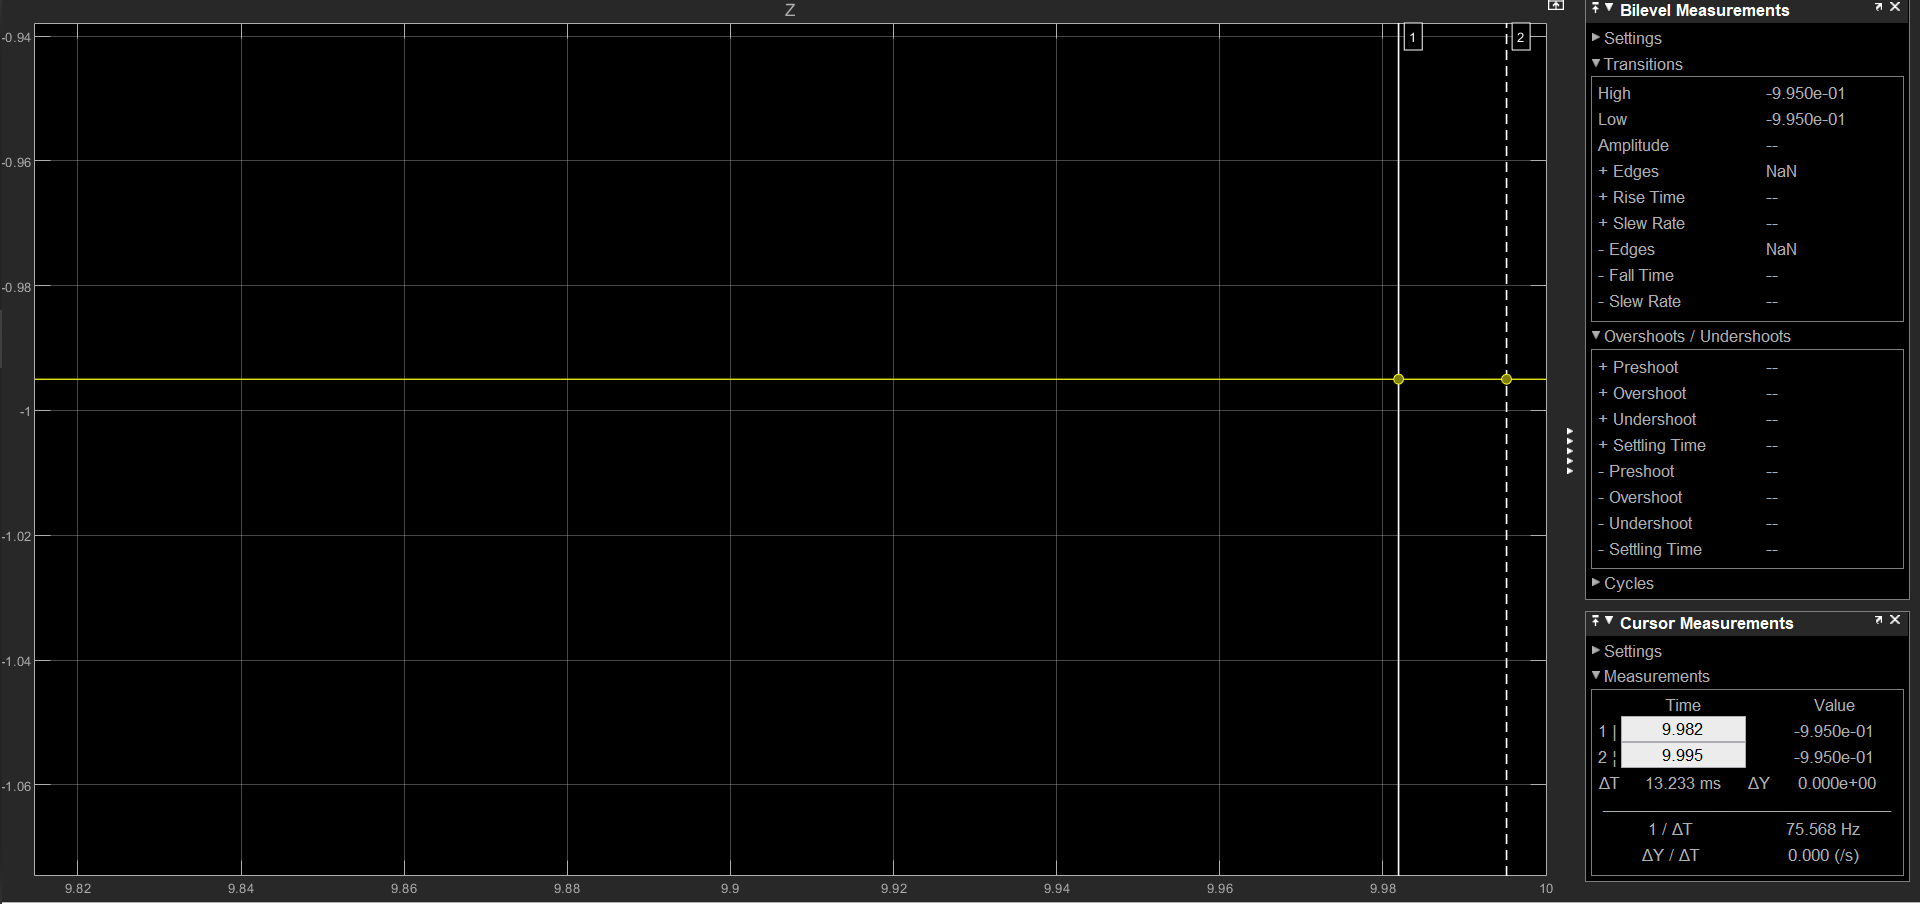 Z
-0.94
-0.96
-0.98
-1
-1.02
-1.04
-1.06
9.82 9.84 9.86 9.88 9.9 9.92 9.94 9.96 9.98 10
1 2
Bilevel Measurements
Settings
Transitions
High -9.950e-01
Low -9.950e-01
Amplitude --
+ Edges NaN
+ Rise Time --
+ Slew Rate --
- Edges NaN
- Fall Time --
- Slew Rate --
Overshoots / Undershoots
+ Preshoot --
+ Overshoot --
+ Undershoot --
+ Settling Time --
- Preshoot --
- Overshoot --
- Undershoot --
- Settling Time --
Cycles
Cursor Measurements
Settings
Measurements
Time Value
1 | 9.982 -9.950e-01
2 ¦ 9.995 -9.950e-01
ΔT 13.233 ms ΔY 0.000e+00
1 / ΔT 75.568 Hz
ΔY / ΔT 0.000 (/s)